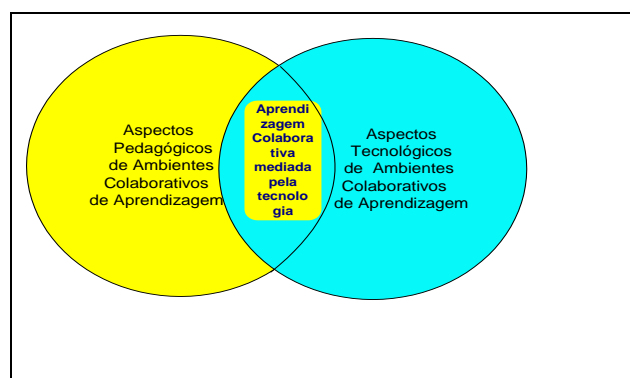 Aspectos
Pedagógicos
de Ambientes
Colaborativos
de Aprendizagem
Aprendi
zagem
Colabora
tiva
mediada
pela
tecnolo
gia
Aspectos
Tecnológicos
de Ambientes
Colaborativos
de Aprendizagem